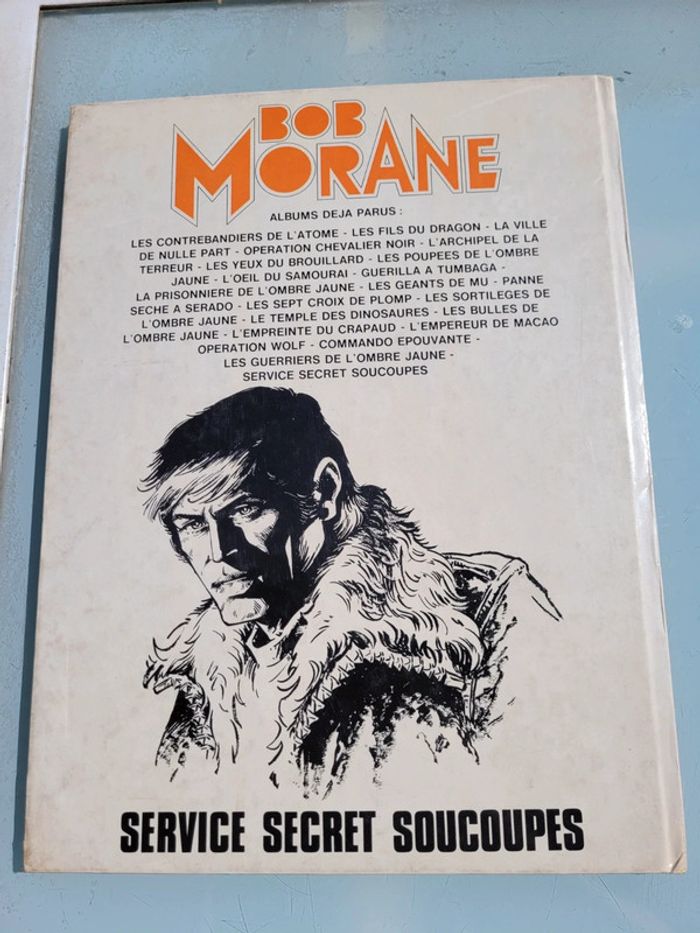 BOB
MORANE
ALBUMS DEJA PARUS :
LES CONTREBANDIERS DE L'ATOME - LES FILS DU DRAGON - LA VILLE
DE NULLE PART - OPERATION CHEVALIER NOIR - L'ARCHIPEL DE LA
TERREUR - LES YEUX DU BROUILLARD - LES POUPEES DE L'OMBRE
JAUNE - L'OEIL DU SAMOURAI - GUERILLA A TUMBAGA -
LA PRISONNIERE DE L'OMBRE JAUNE - LES GEANTS DE MU - PANNE
SECHE A SERADO - LES SEPT CROIX DE PLOMP - LES SORTILEGES DE
L'OMBRE JAUNE - LE TEMPLE DES DINOSAURES - LES BULLES DE
L'OMBRE JAUNE - L'EMPREINTE DU CRAPAUD - L'EMPEREUR DE MACAO
OPERATION WOLF - COMMANDO EPOUVANTE -
LES GUERRIERS DE L'OMBRE JAUNE -
SERVICE SECRET SOUCOUPES
SERVICE SECRET SOUCOUPES